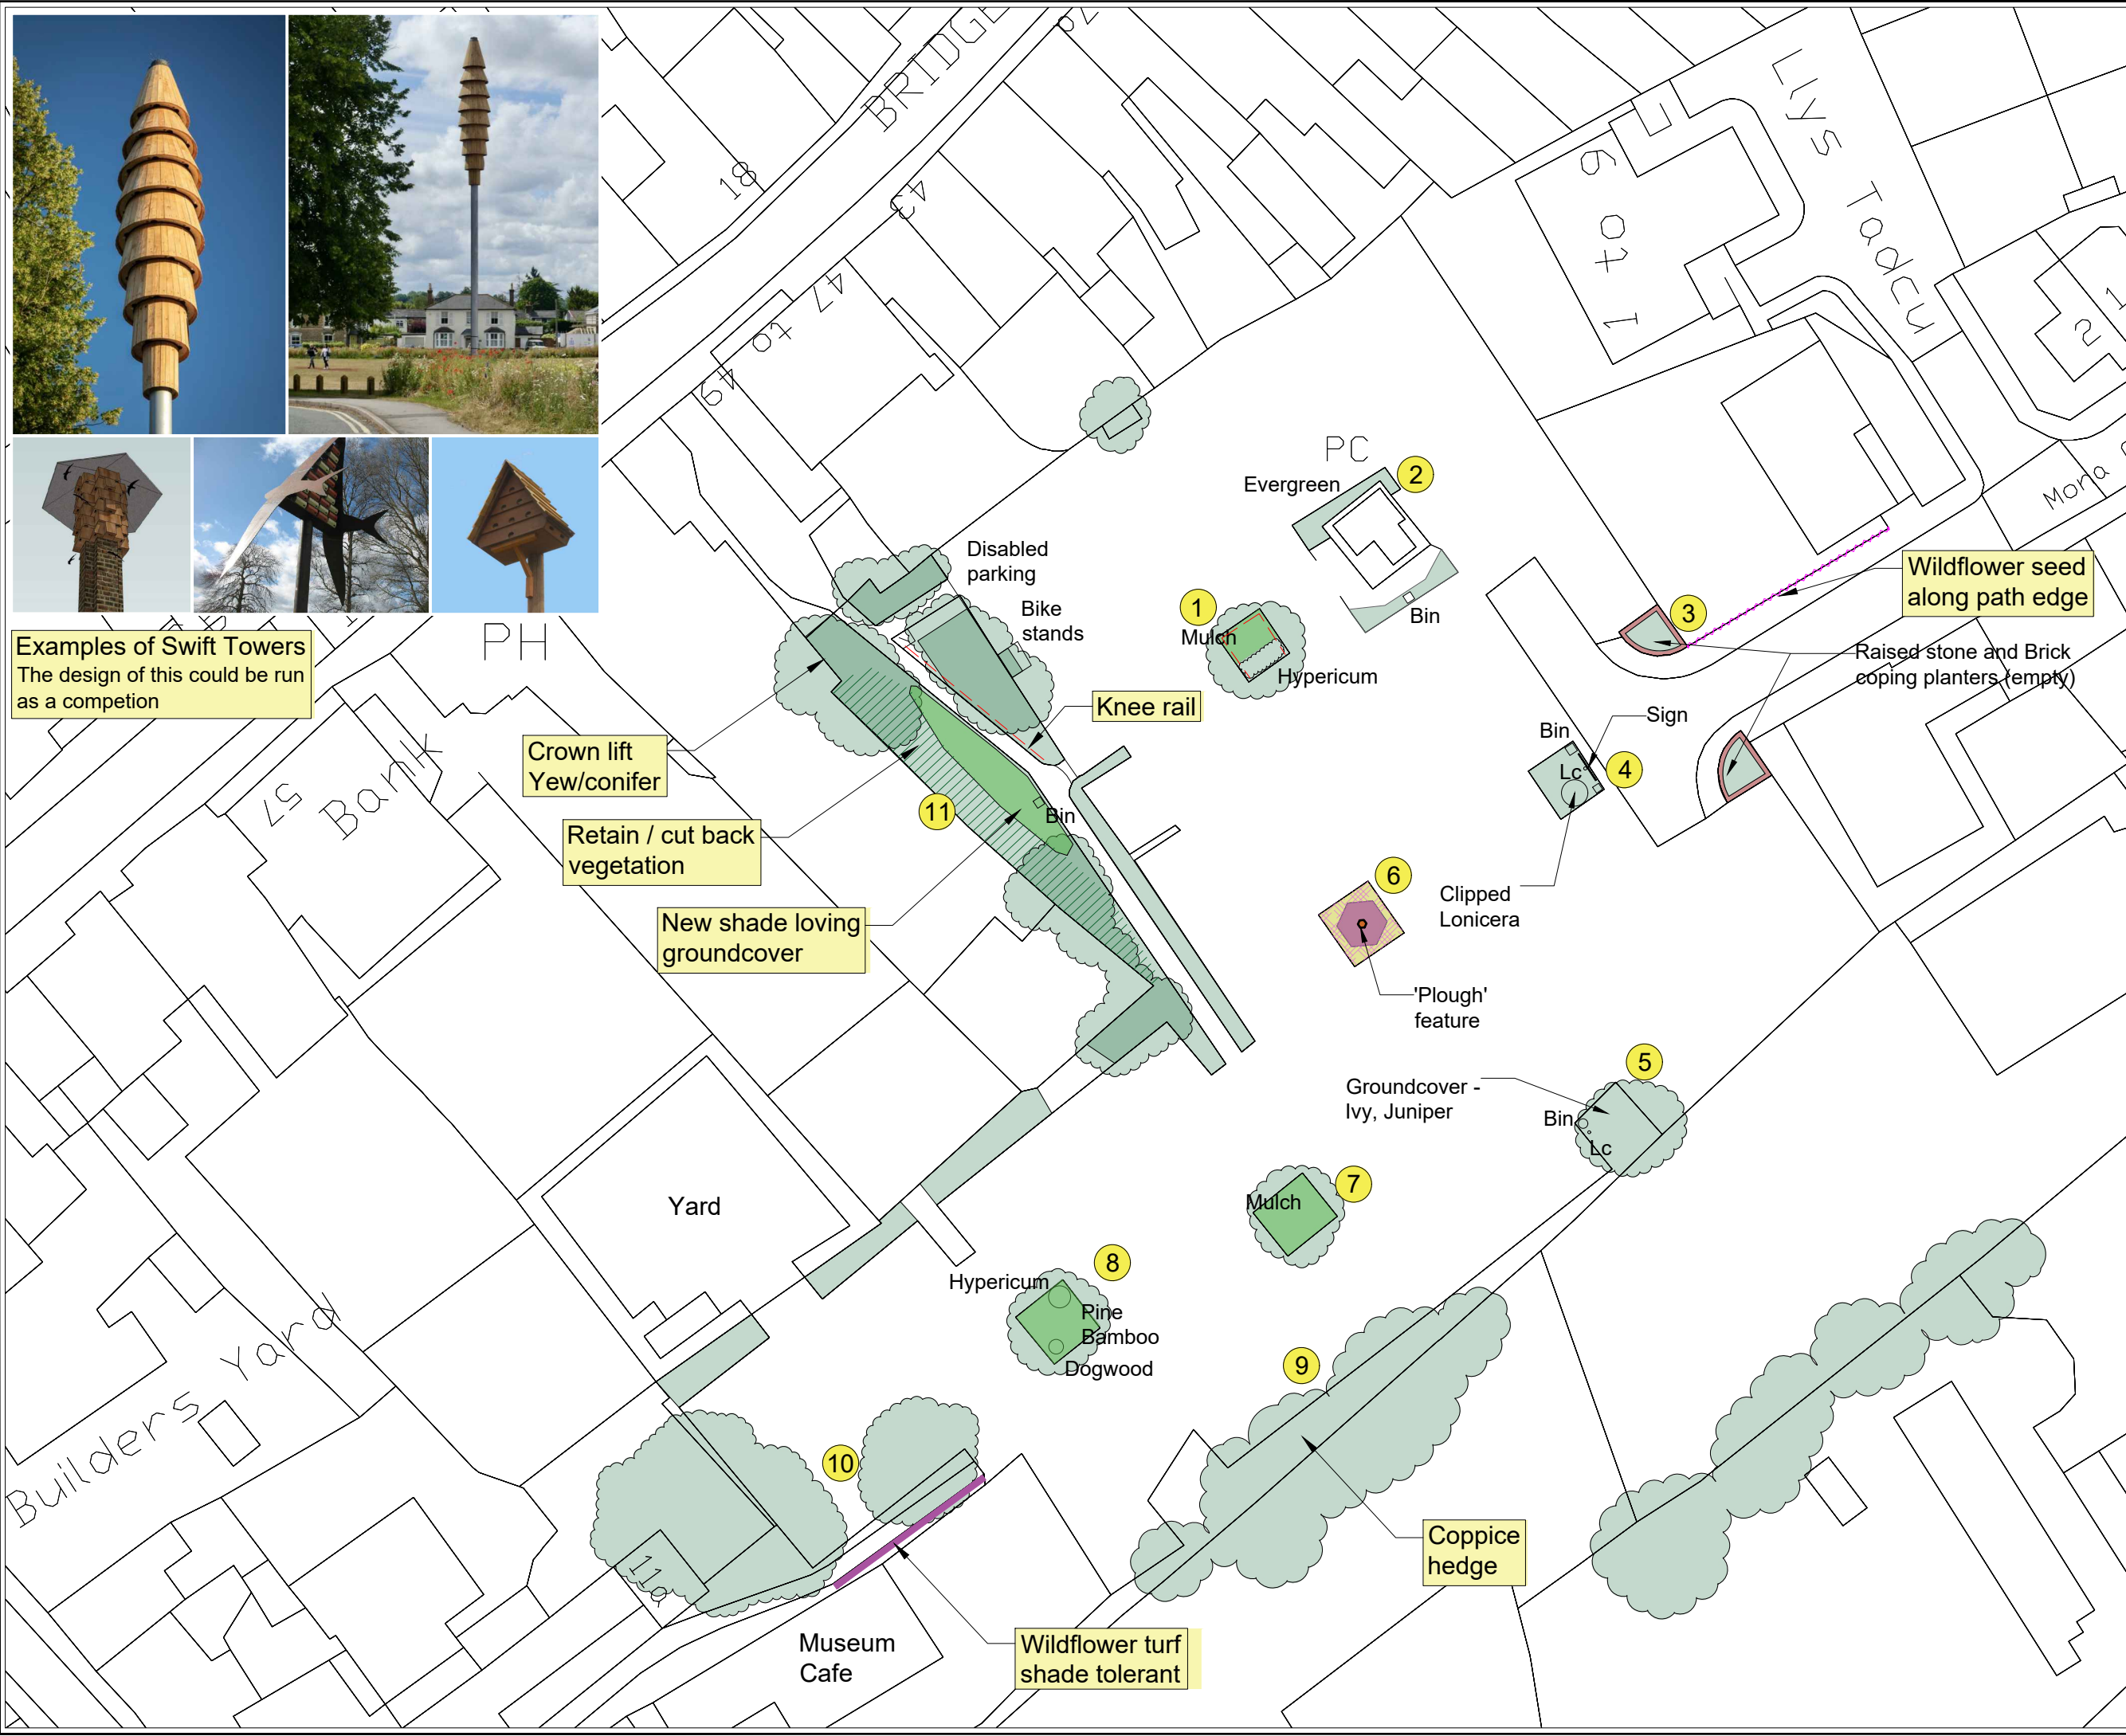 BRIDGE
18
43
47
to
49
Llys Tadcu
1 to 9
2
1
Mona
PC
Evergreen
2
Bin
Disabled
parking
Bike
stands
1
Mulch
Hypericum
3
Wildflower seed
along path edge
Raised stone and Brick
coping planters (empty)
PH
Examples of Swift Towers
The design of this could be run
as a competion
Knee rail
Crown lift
Yew/conifer
Bin
Sign
Lc
4
57
Bank
11
Bin
Retain / cut back
vegetation
6
Clipped
Lonicera
New shade loving
groundcover
'Plough'
feature
5
Groundcover -
Ivy, Juniper
Bin
Lc
Yard
7
Mulch
8
Hypericum
Pine
Bamboo
Dogwood
9
Builders Yard
10
Coppice
hedge
Museum
Cafe
Wildflower turf
shade tolerant